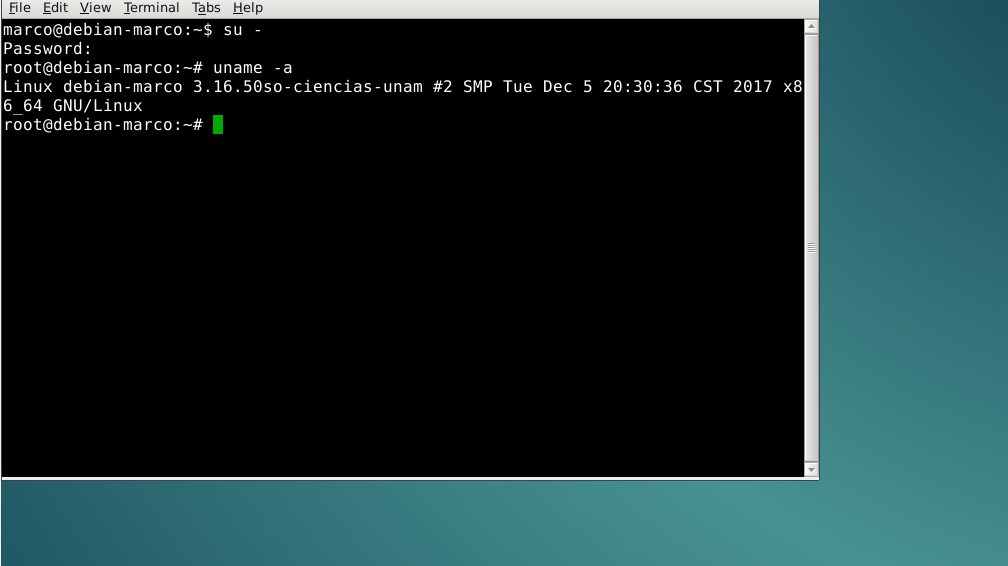 File Edit View Terminal Tabs Help
marco@debian-marco:~$ su -
Password:
root@debian-marco:~# uname -a
Linux debian-marco 3.16.50so-ciencias-unam #2 SMP Tue Dec 5 20:30:36 CST 2017 x8
6_64 GNU/Linux
root@debian-marco:~#